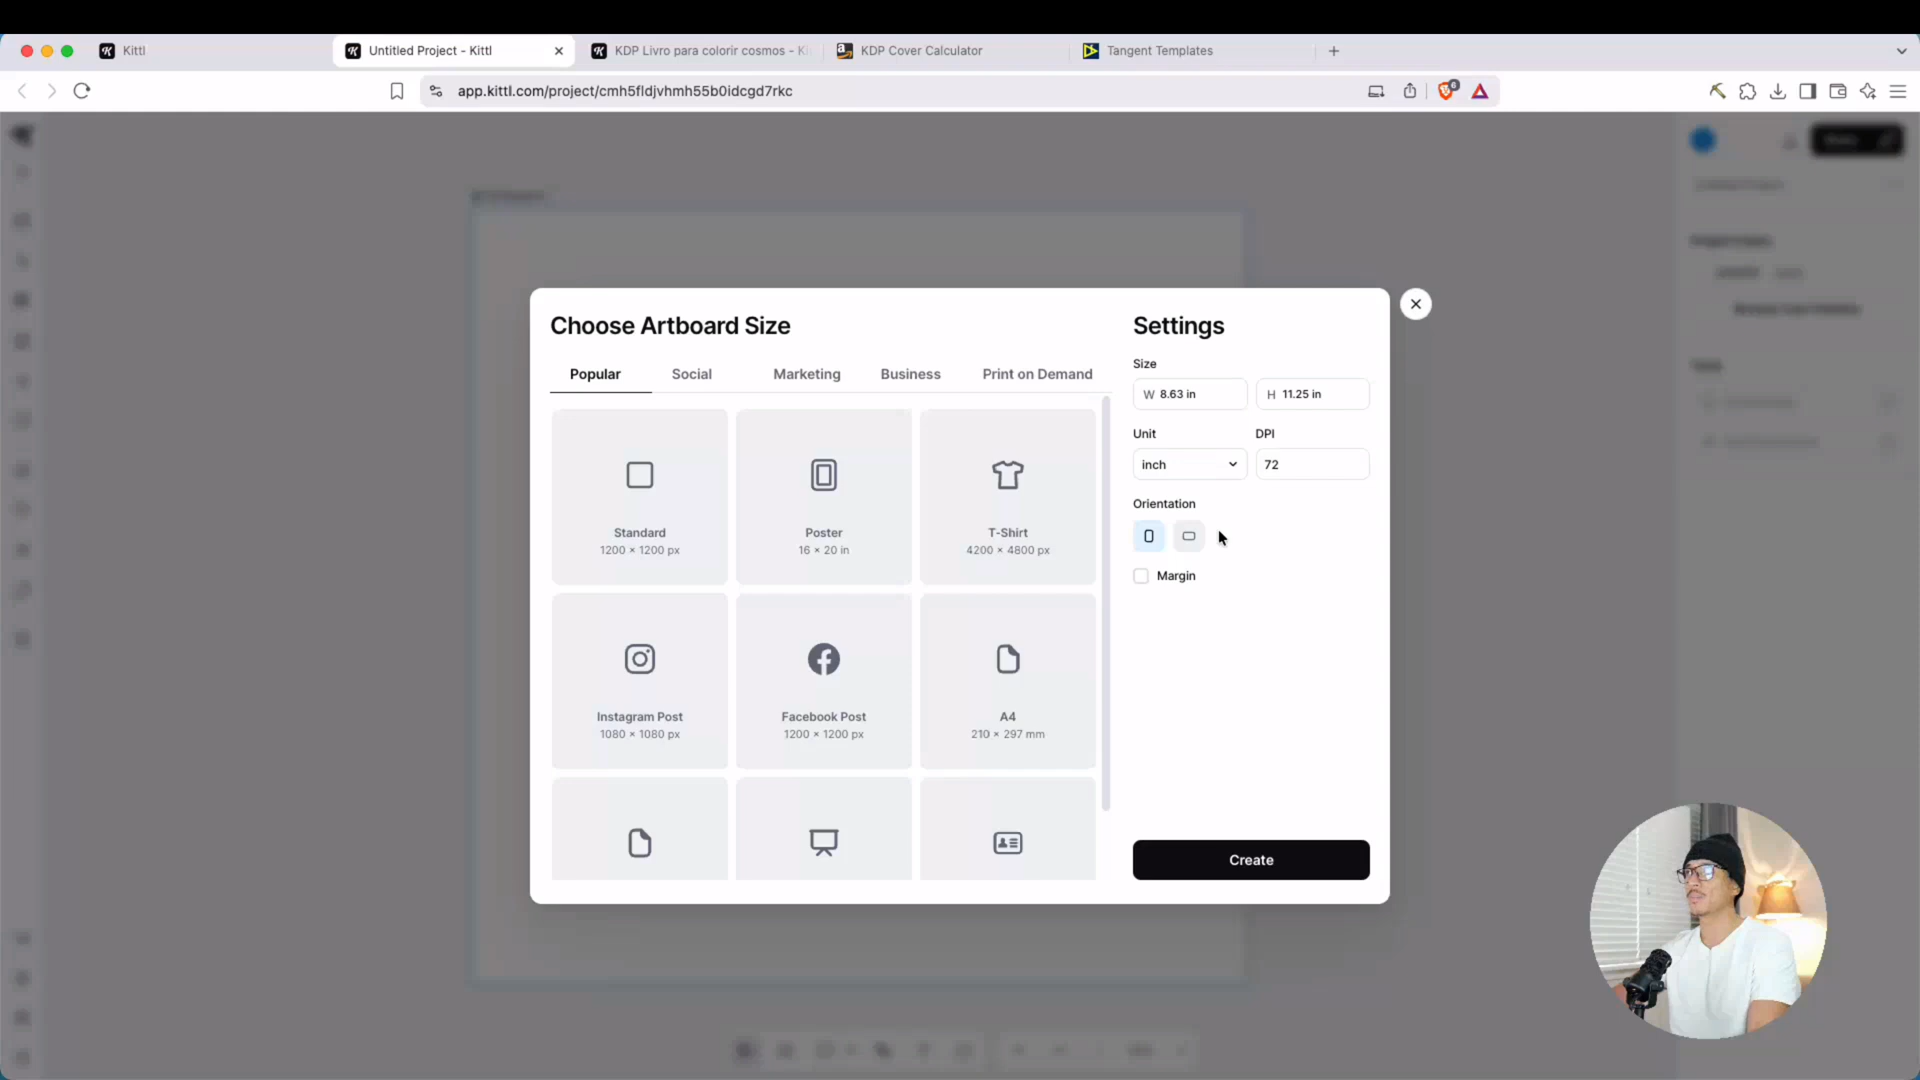 Kittl
Untitled Project - Kittl
KDP Livro para colorir cosmos - Ki
KDP Cover Calculator
Tangent Templates
app.kittl.com/project/cmh5fldjvhmh55b0idcgd7rkc
6
Choose Artboard Size
Popular
Social
Marketing
Business
Print on Demand
Standard
1200 × 1200 px
Poster
16 × 20 in
T-Shirt
4200 × 4800 px
Instagram Post
1080 × 1080 px
Facebook Post
1200 × 1200 px
A4
210 × 297 mm
Settings
Size
W 8.63 in
H 11.25 in
Unit
DPI
inch
72
Orientation
Margin
Create